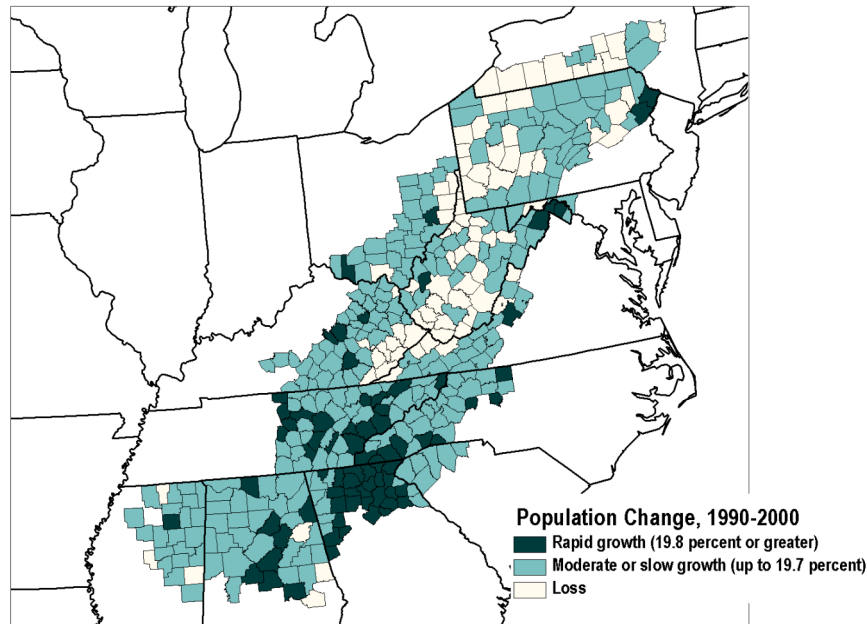 Population Change, 1990-2000
Rapid growth (19.8 percent or greater)
Moderate or slow growth (up to 19.7 percent)
Loss